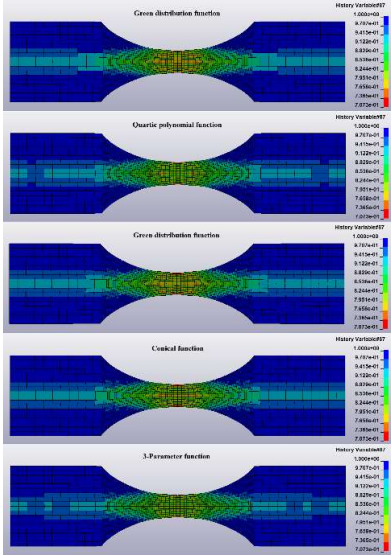 History Variable#87
Green distribution function
1.000e+00
9.707e-01
9.415e-01
9.122e-01
8.829e-01
8.536e-01
8.244e-01
7.951e-01
7.658e-01
7.365e-01
7.073e-01
History Variable#87
Quartic polynomial function
1.000e+00
9.707e-01
9.415e-01
9.122e-01
8.829e-01
8.536e-01
8.244e-01
7.951e-01
7.658e-01
7.365e-01
7.073e-01
History Variable#87
Green distribution function
1.000e+00
9.707e-01
9.415e-01
9.122e-01
8.829e-01
8.536e-01
8.244e-01
7.951e-01
7.658e-01
7.365e-01
7.073e-01
History Variable#87
Conical function
1.000e+00
9.707e-01
9.415e-01
9.122e-01
8.829e-01
8.536e-01
8.244e-01
7.951e-01
7.658e-01
7.365e-01
7.073e-01
History Variable#87
3-Parameter function
1.000e+00
9.707e-01
9.415e-01
9.122e-01
8.829e-01
8.536e-01
8.244e-01
7.951e-01
7.658e-01
7.365e-01
7.073e-01